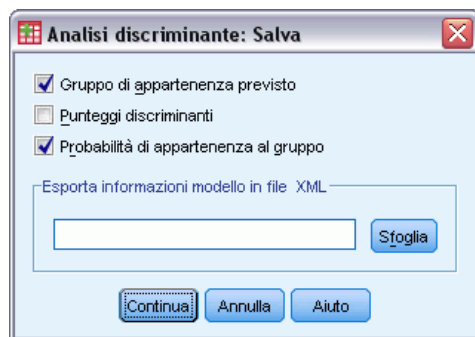 Analisi discriminante: Salva
Gruppo di appartenenza previsto
Punteggi discriminanti
Probabilità di appartenenza al gruppo
Esporta informazioni modello in file XML
Sfoglia
Continua Annulla Aiuto